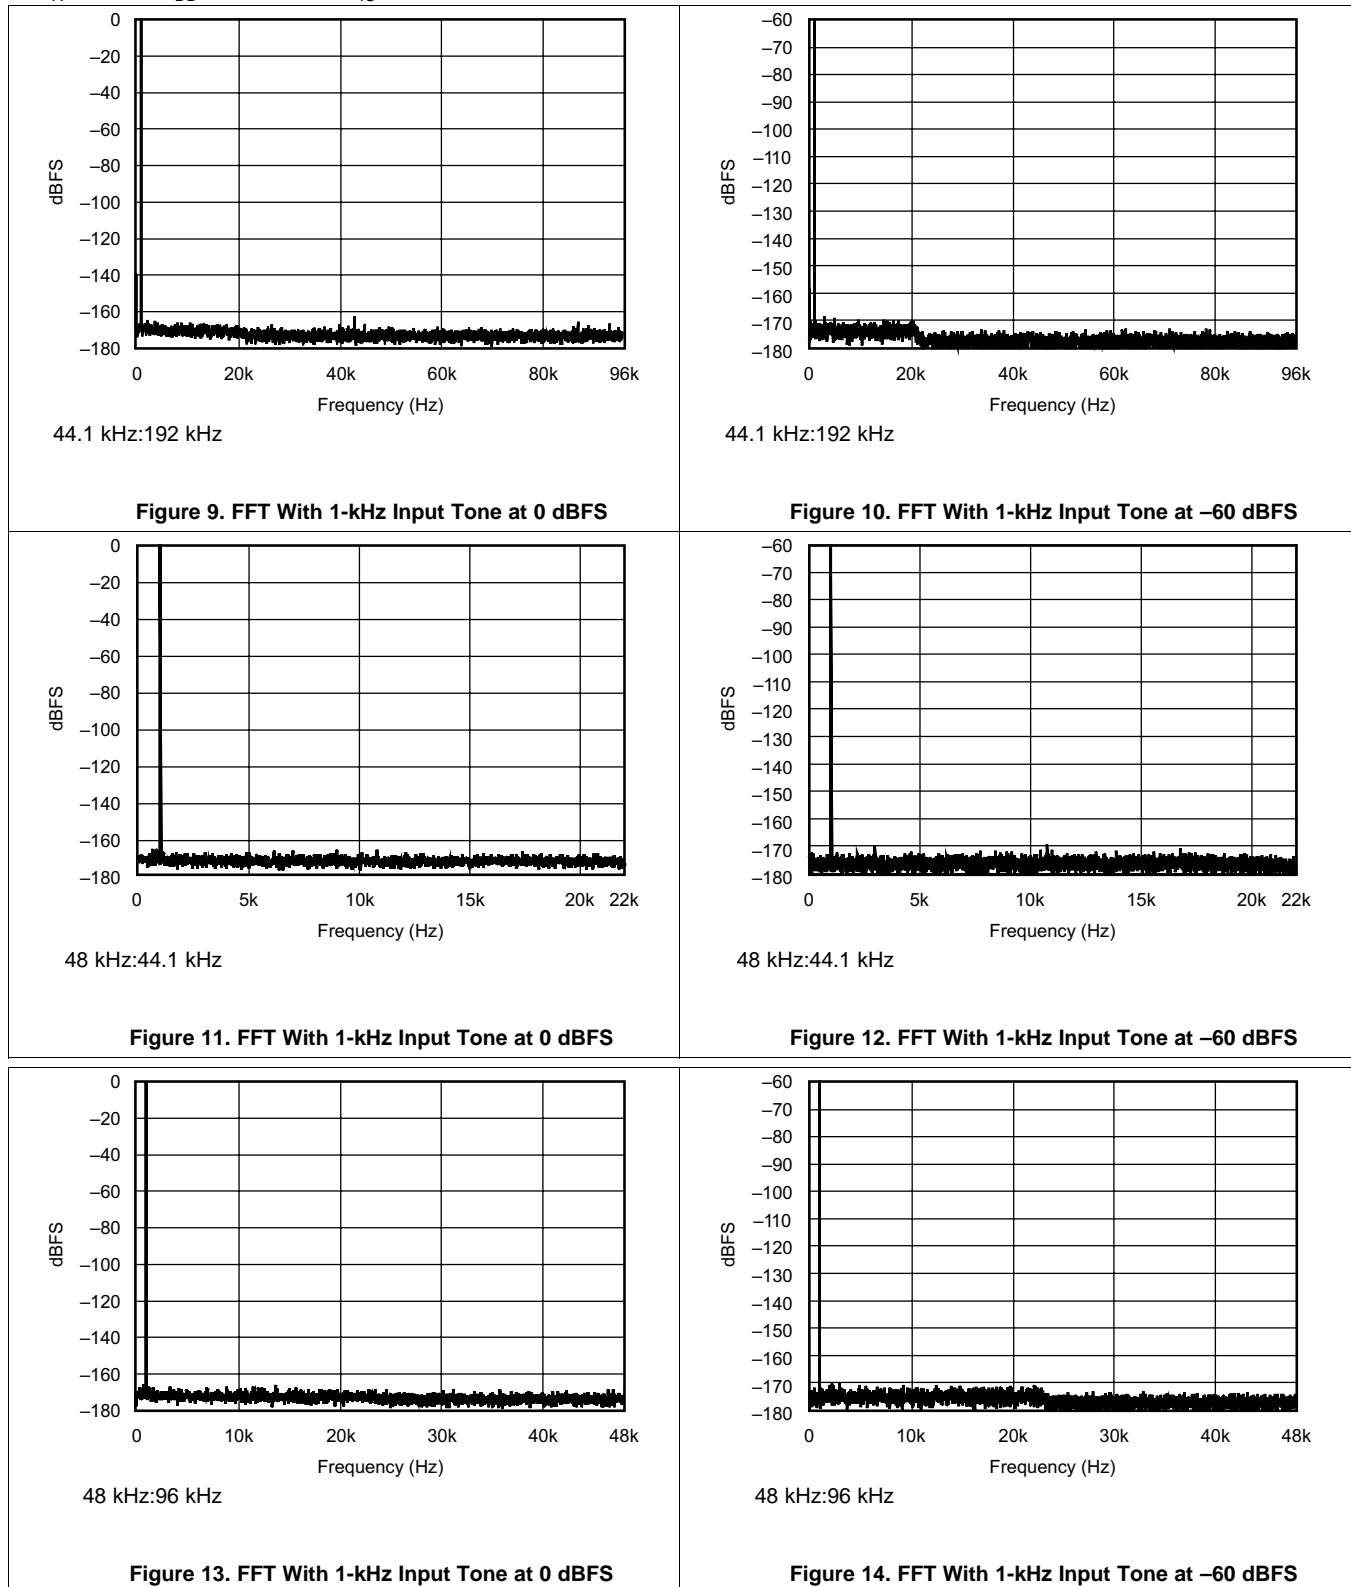 0
–20
–40
–60
–80
–100
–120
–140
–160
–180
dBFS
0 20k 40k 60k 80k 96k
Frequency (Hz)
44.1 kHz:192 kHz
Figure 9. FFT With 1-kHz Input Tone at 0 dBFS
–60
–70
–80
–90
–100
–110
–120
–130
–140
–150
–160
–170
–180
dBFS
0 20k 40k 60k 80k 96k
Frequency (Hz)
44.1 kHz:192 kHz
Figure 10. FFT With 1-kHz Input Tone at –60 dBFS
0
–20
–40
–60
–80
–100
–120
–140
–160
–180
dBFS
0 5k 10k 15k 20k 22k
Frequency (Hz)
48 kHz:44.1 kHz
Figure 11. FFT With 1-kHz Input Tone at 0 dBFS
–60
–70
–80
–90
–100
–110
–120
–130
–140
–150
–160
–170
–180
dBFS
0 5k 10k 15k 20k 22k
Frequency (Hz)
48 kHz:44.1 kHz
Figure 12. FFT With 1-kHz Input Tone at –60 dBFS
0
–20
–40
–60
–80
–100
–120
–140
–160
–180
dBFS
0 10k 20k 30k 40k 48k
Frequency (Hz)
48 kHz:96 kHz
Figure 13. FFT With 1-kHz Input Tone at 0 dBFS
–60
–70
–80
–90
–100
–110
–120
–130
–140
–150
–160
–170
–180
dBFS
0 10k 20k 30k 40k 48k
Frequency (Hz)
48 kHz:96 kHz
Figure 14. FFT With 1-kHz Input Tone at –60 dBFS